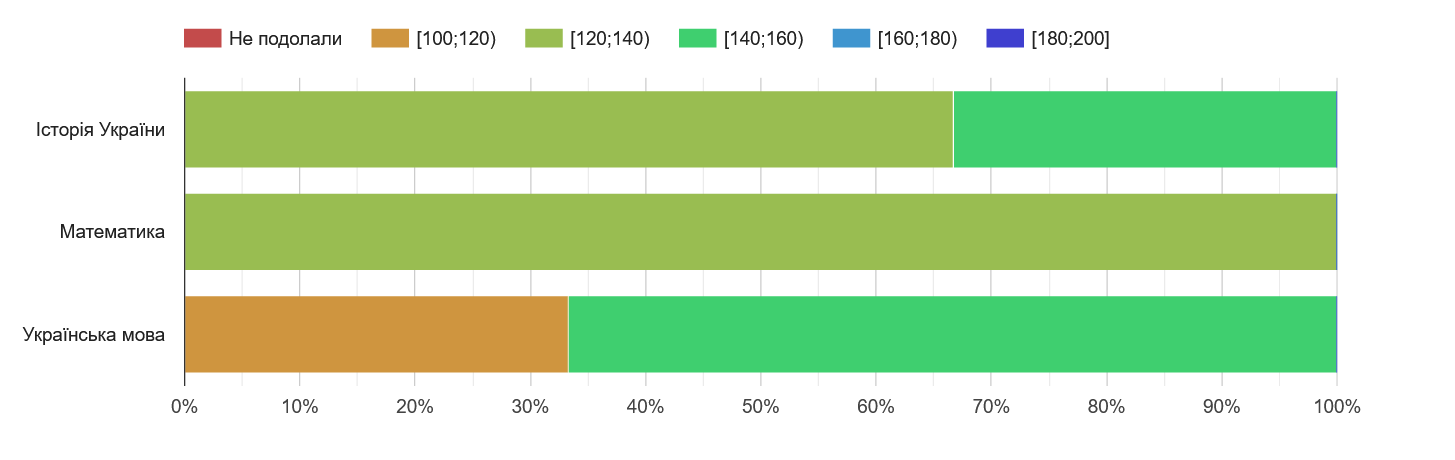 Не подолали [100;120) [120;140) [140;160) [160;180) [180;200]
Історія України
Математика
Українська мова
0% 10% 20% 30% 40% 50% 60% 70% 80% 90% 100%